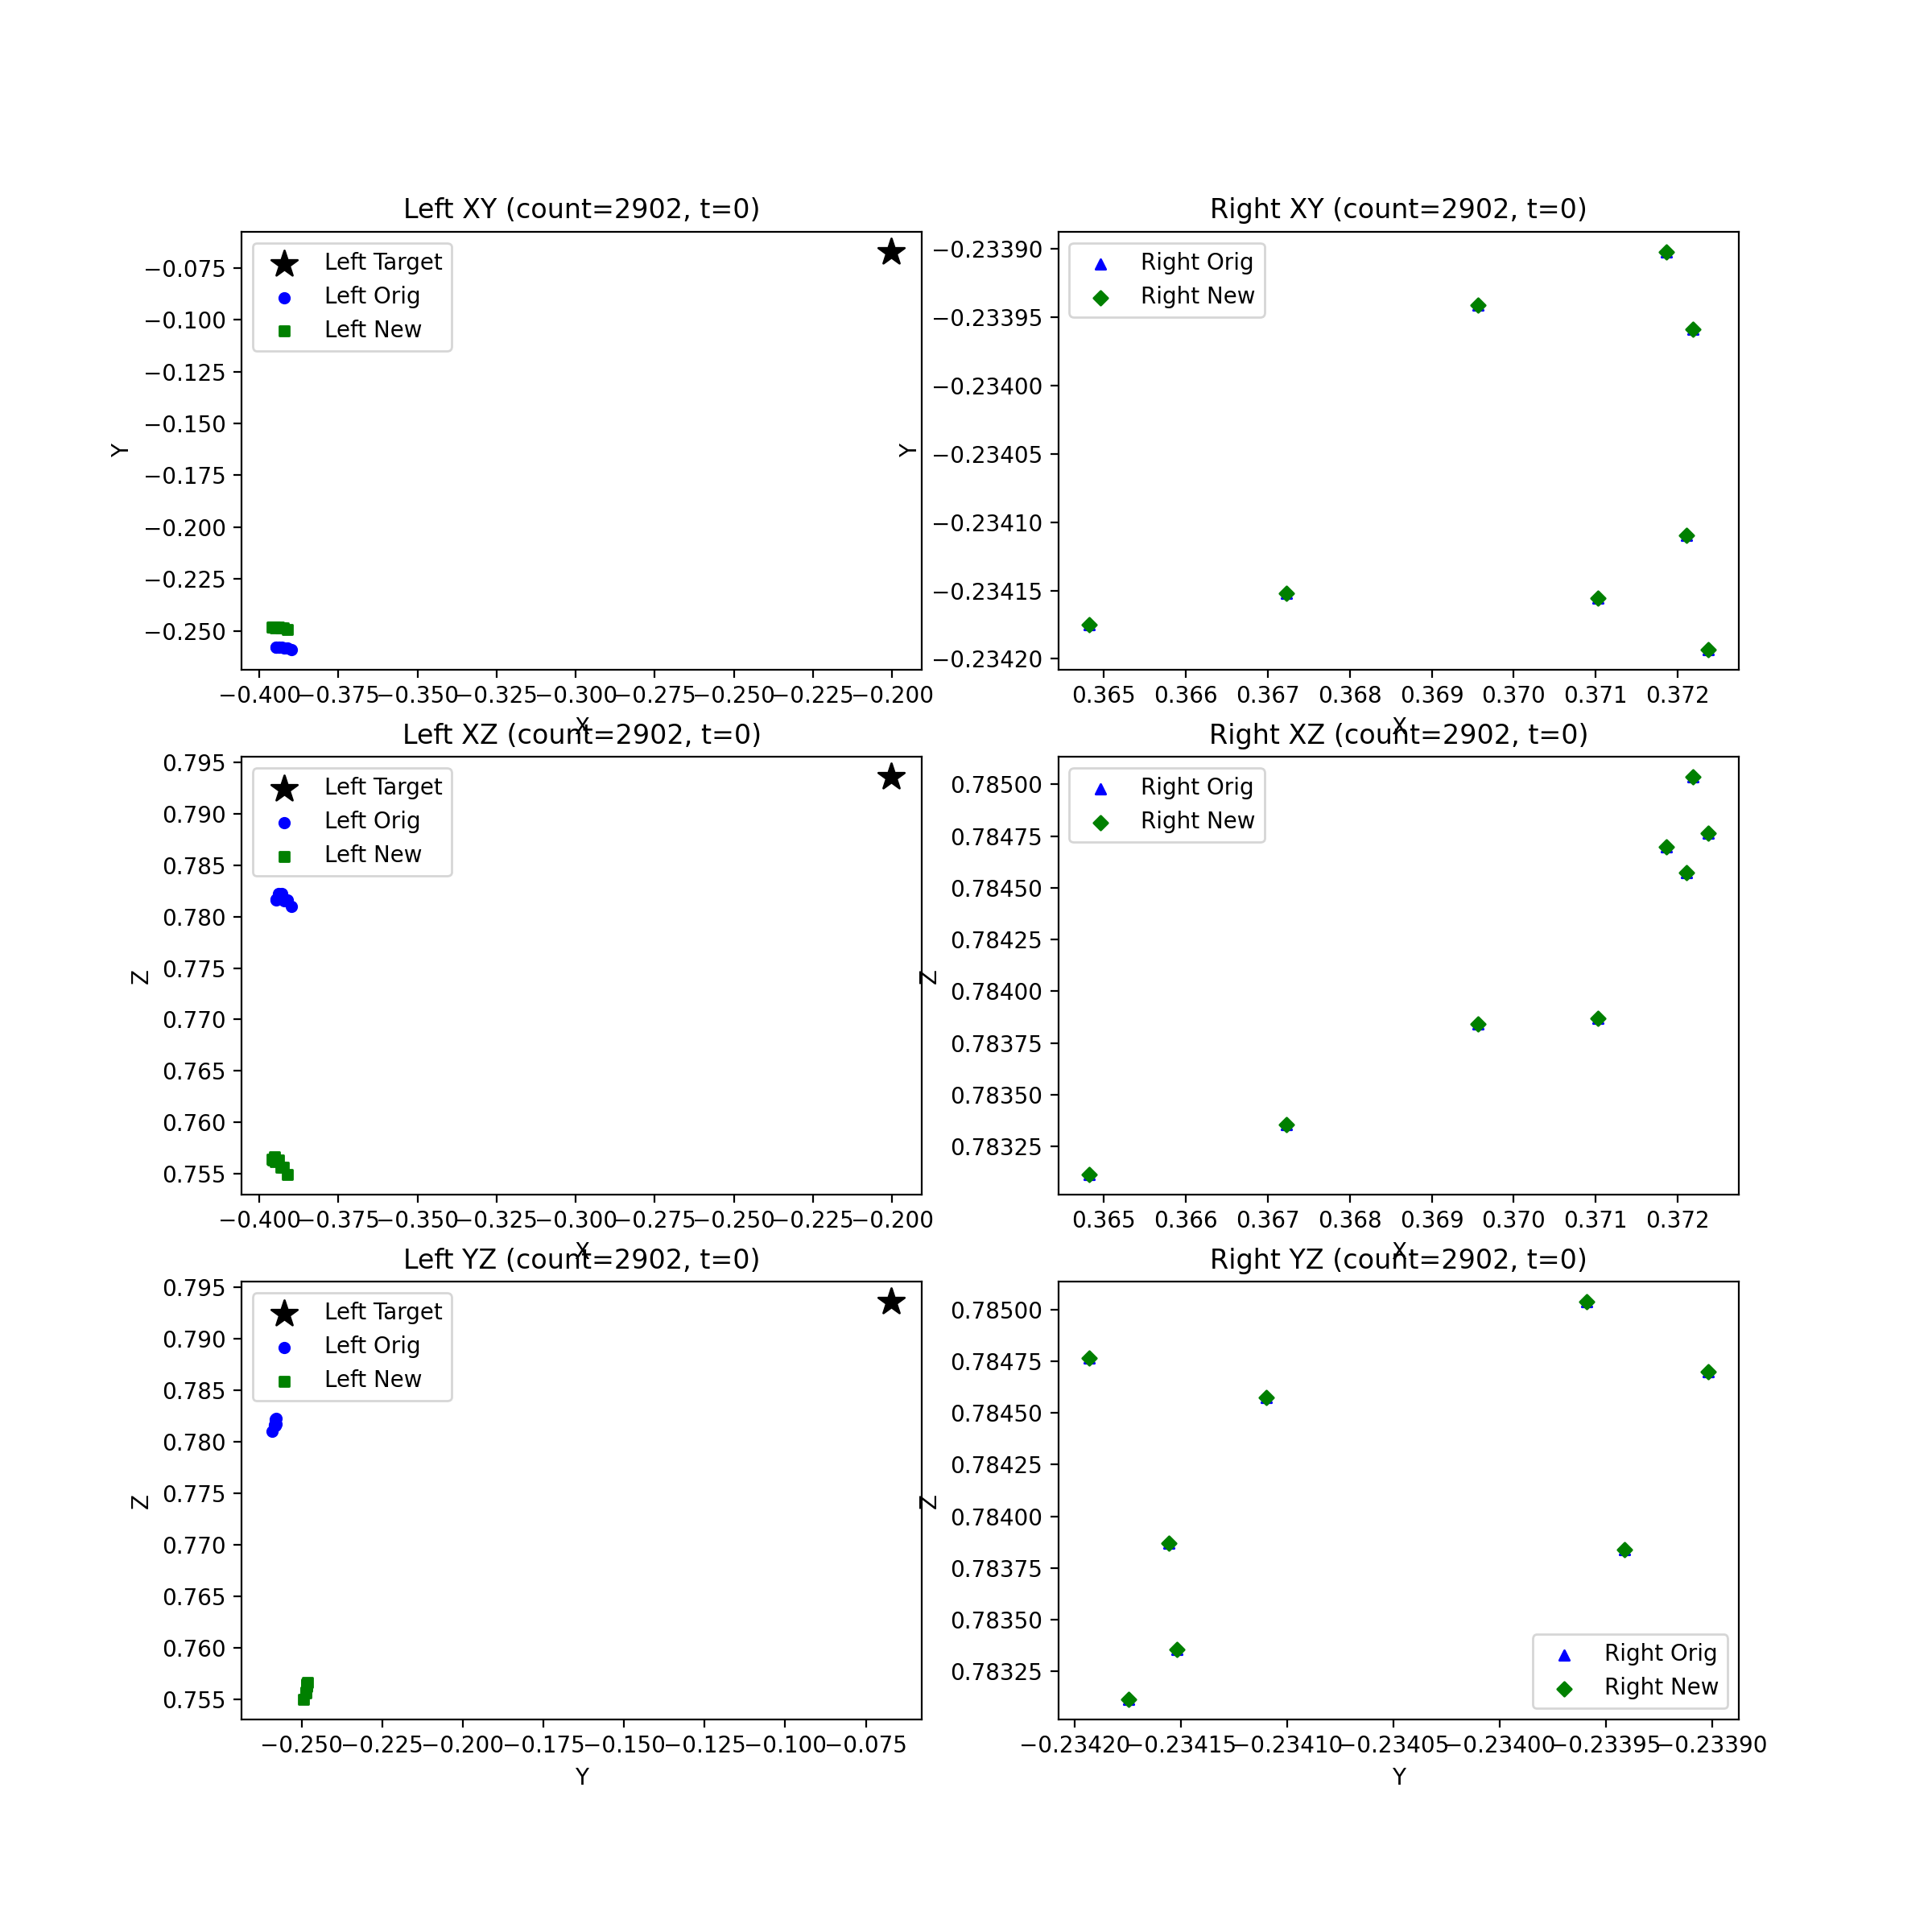 Left XY (count=2902, t=0)
Left Target
Left Orig
Left New
−0.075
−0.100
−0.125
−0.150
−0.175
−0.200
−0.225
−0.250
Y
−0.400 −0.375 −0.350 −0.325 −0.300 −0.275 −0.250 −0.225 −0.200
X
Right XY (count=2902, t=0)
Right Orig
Right New
−0.23390
−0.23395
−0.23400
−0.23405
−0.23410
−0.23415
−0.23420
Y
0.365 0.366 0.367 0.368 0.369 0.370 0.371 0.372
X
Left XZ (count=2902, t=0)
Left Target
Left Orig
Left New
0.795
0.790
0.785
0.780
0.775
0.770
0.765
0.760
0.755
Z
−0.400 −0.375 −0.350 −0.325 −0.300 −0.275 −0.250 −0.225 −0.200
X
Right XZ (count=2902, t=0)
Right Orig
Right New
0.78500
0.78475
0.78450
0.78425
0.78400
0.78375
0.78350
0.78325
Z
0.365 0.366 0.367 0.368 0.369 0.370 0.371 0.372
X
Left YZ (count=2902, t=0)
Left Target
Left Orig
Left New
0.795
0.790
0.785
0.780
0.775
0.770
0.765
0.760
0.755
Z
−0.250 −0.225 −0.200 −0.175 −0.150 −0.125 −0.100 −0.075
Y
Right YZ (count=2902, t=0)
0.78500
0.78475
0.78450
0.78425
0.78400
0.78375
0.78350
0.78325
Z
Right Orig
Right New
−0.23420 −0.23415 −0.23410 −0.23405 −0.23400 −0.23395 −0.23390
Y